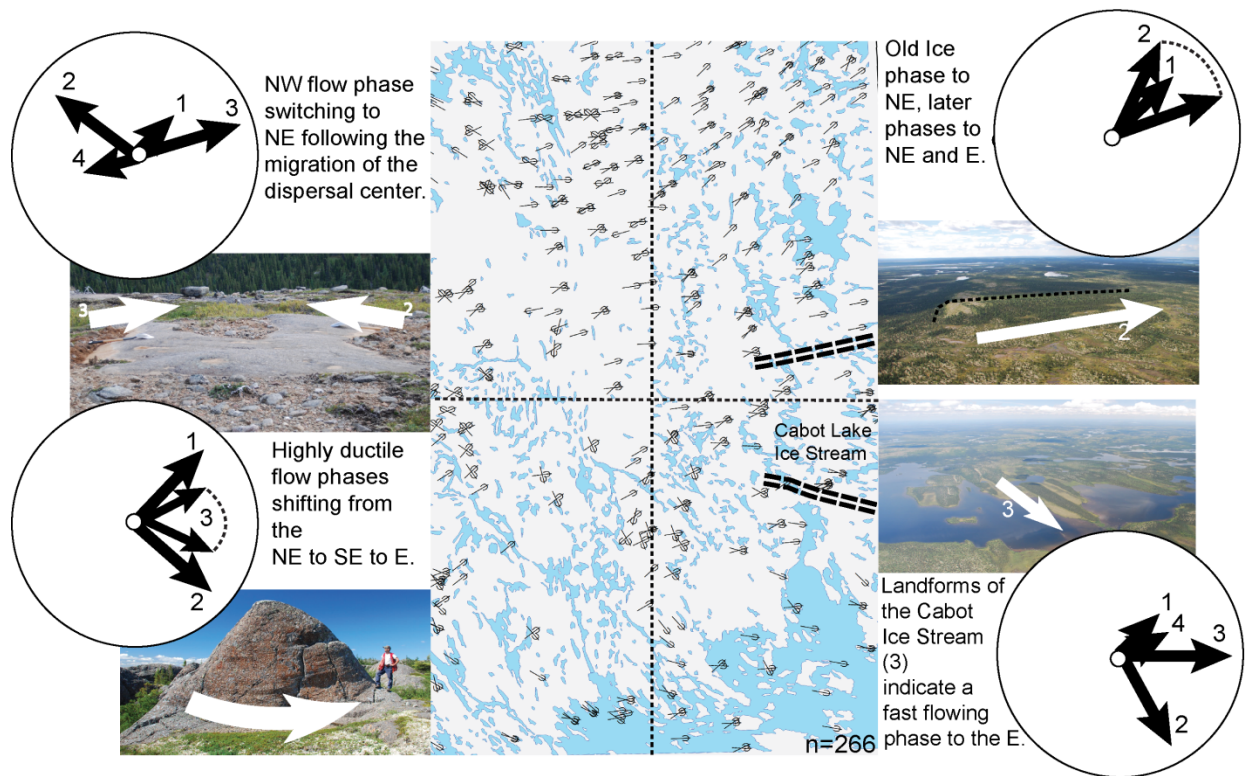 2
1
3
4
NW flow phase
switching to
NE following the
migration of the
dispersal center.
3
2
1
3
2
Highly ductile
flow phases
shifting from
the
NE to SE to E.
Cabot Lake
Ice Stream
n=266
Old Ice
phase to
NE, later
phases to
NE and E.
2
1
2
3
Landforms of
the Cabot
Ice Stream
(3)
indicate a
fast flowing
phase to the E.
1
4
3
2